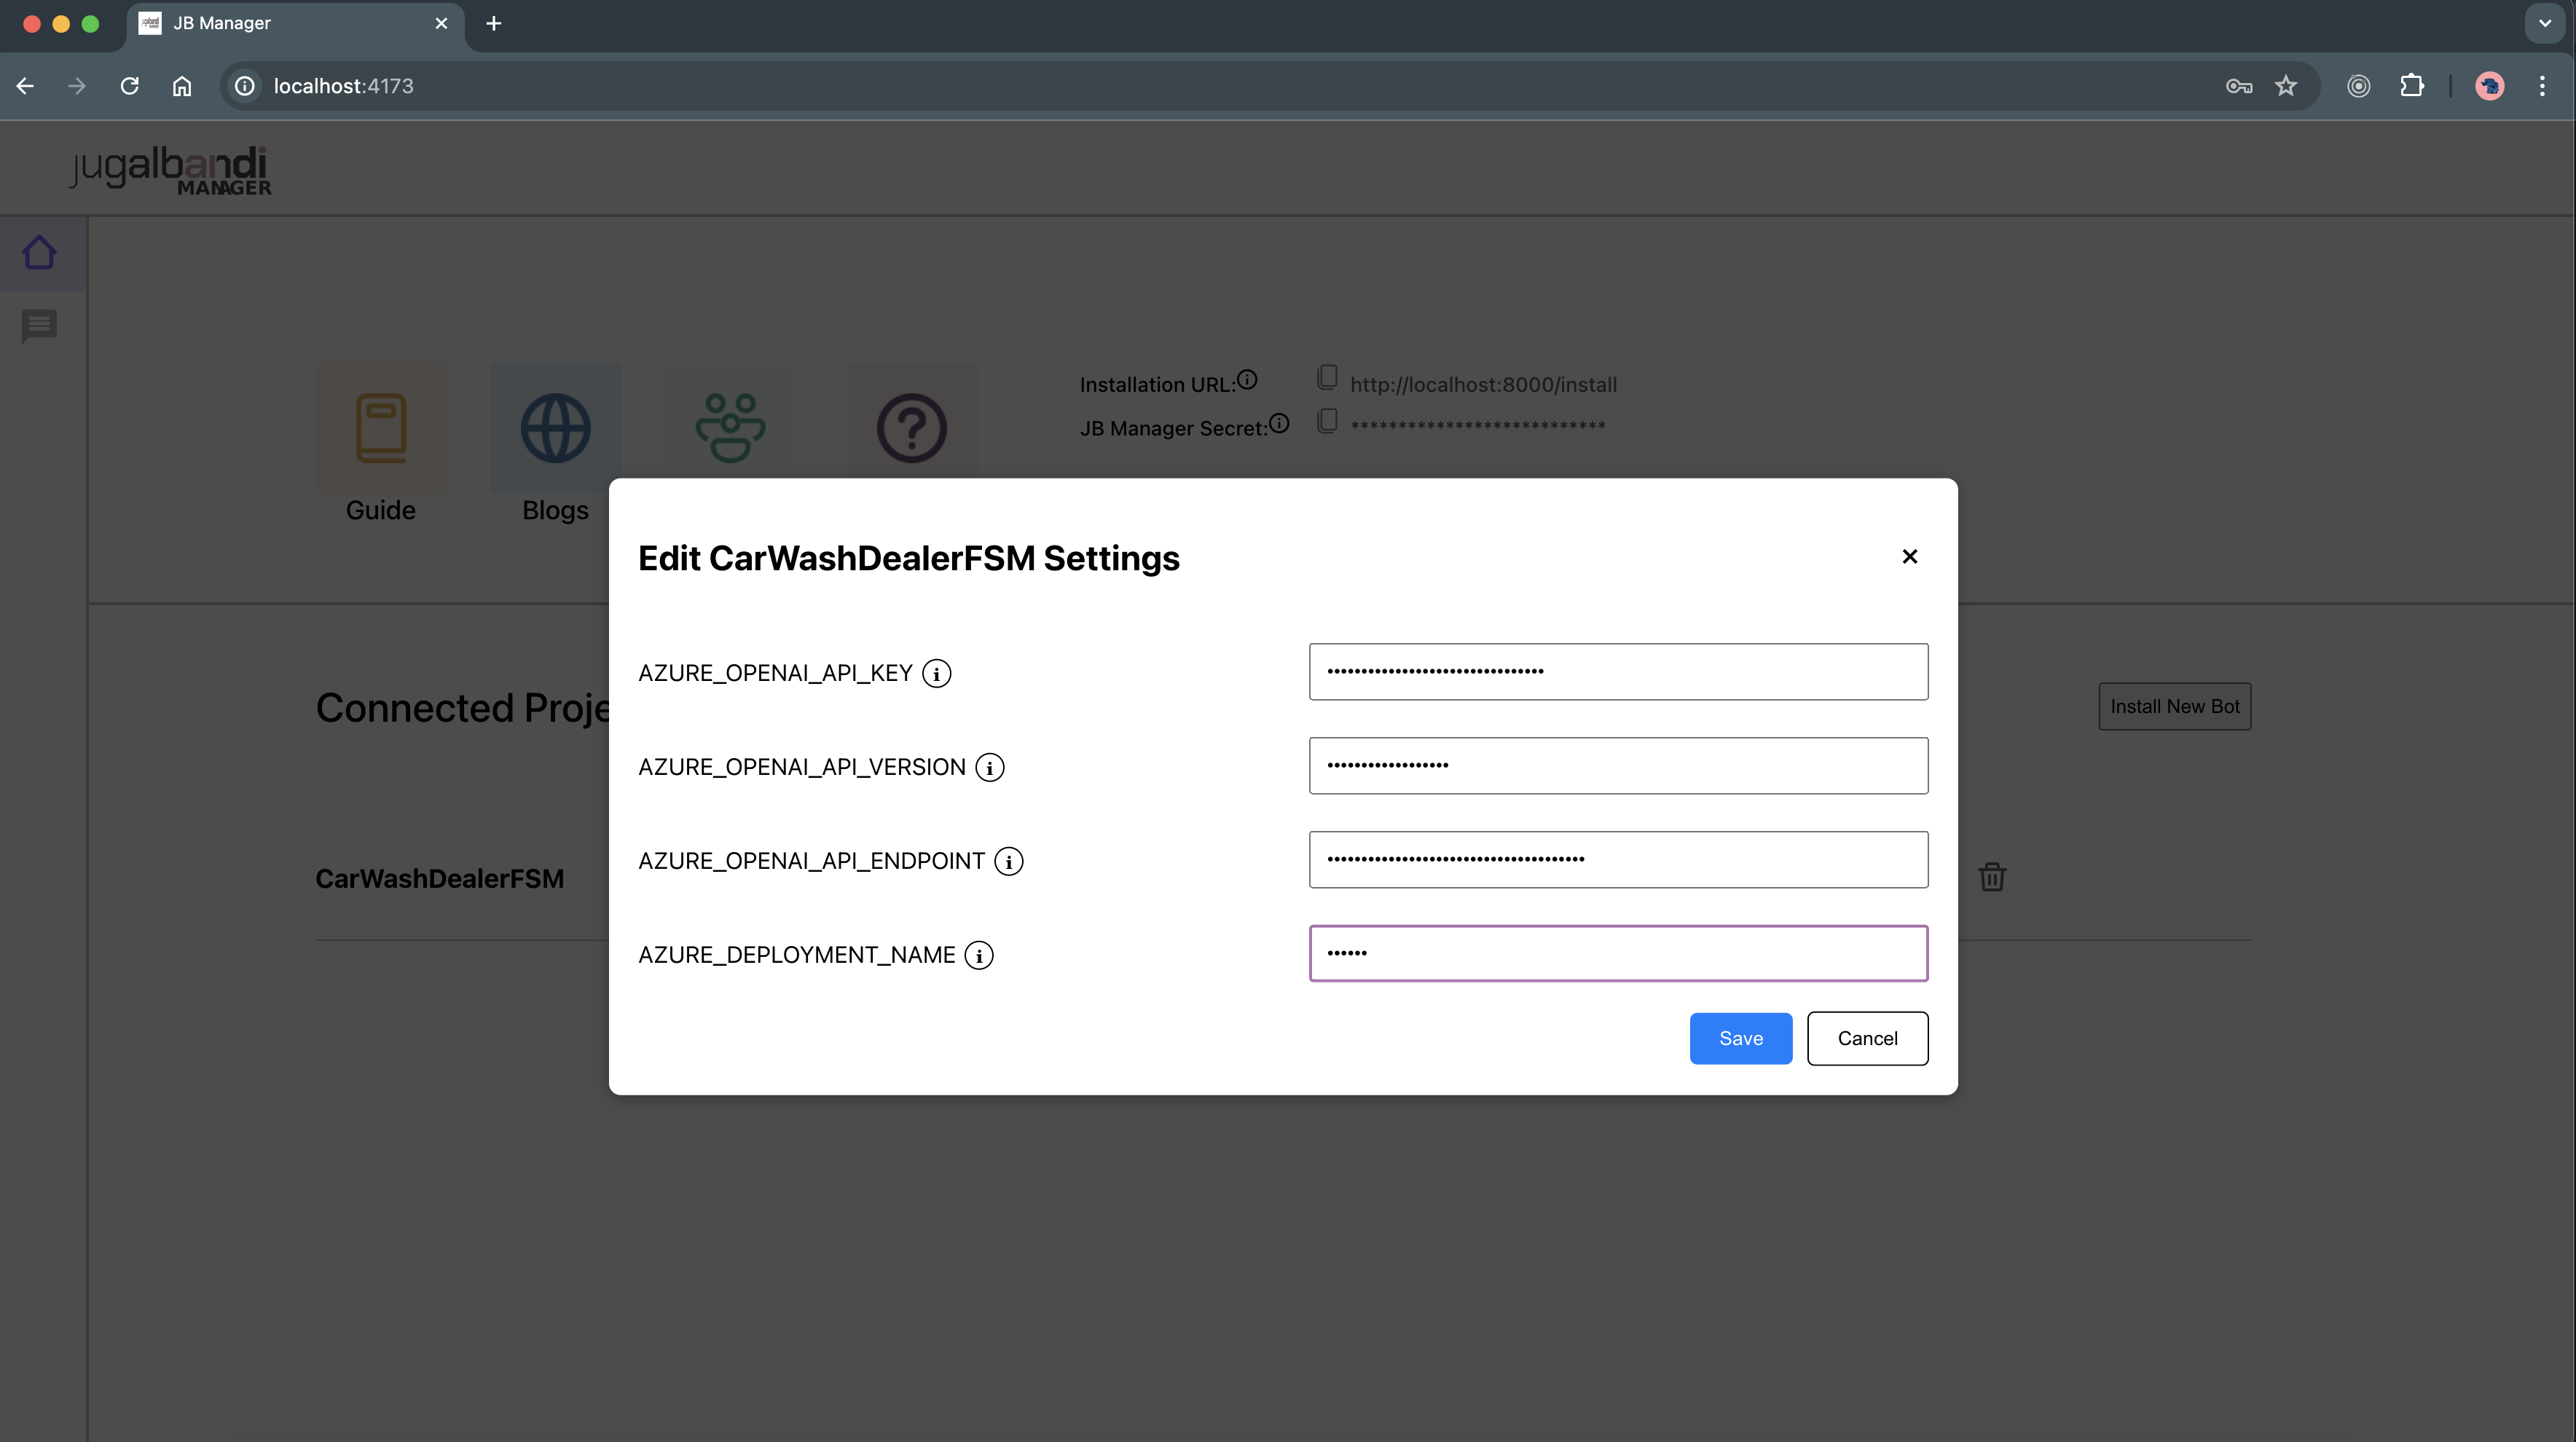 JB Manager
localhost:4173
jugalbandi
MANAGER
Installation URL:
http://localhost:8000/install
JB Manager Secret:
***************************
Guide
Blogs
Edit CarWashDealerFSM Settings
AZURE_OPENAI_API_KEY
••••••••••••••••••••••••••••••••
AZURE_OPENAI_API_VERSION
••••••••••••••••••
AZURE_OPENAI_API_ENDPOINT
••••••••••••••••••••••••••••••••••••••
AZURE_DEPLOYMENT_NAME
••••••
Save
Cancel
Connected Proje
Install New Bot
CarWashDealerFSM